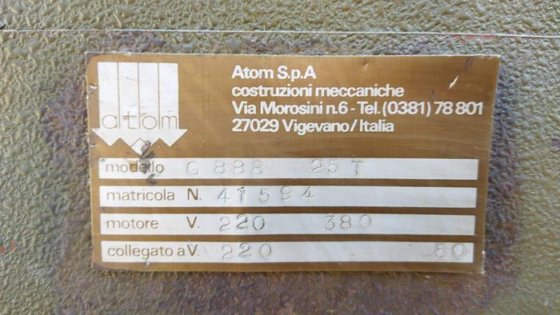 atom
Atom S.p.A
costruzioni meccaniche
Via Morosini n.6 - Tel. (0381) 78 801
27029 Vigevano / Italia
modello G 888 25 T
matricola N. 41594
motore V. 220 380
collegato a V. 220 50